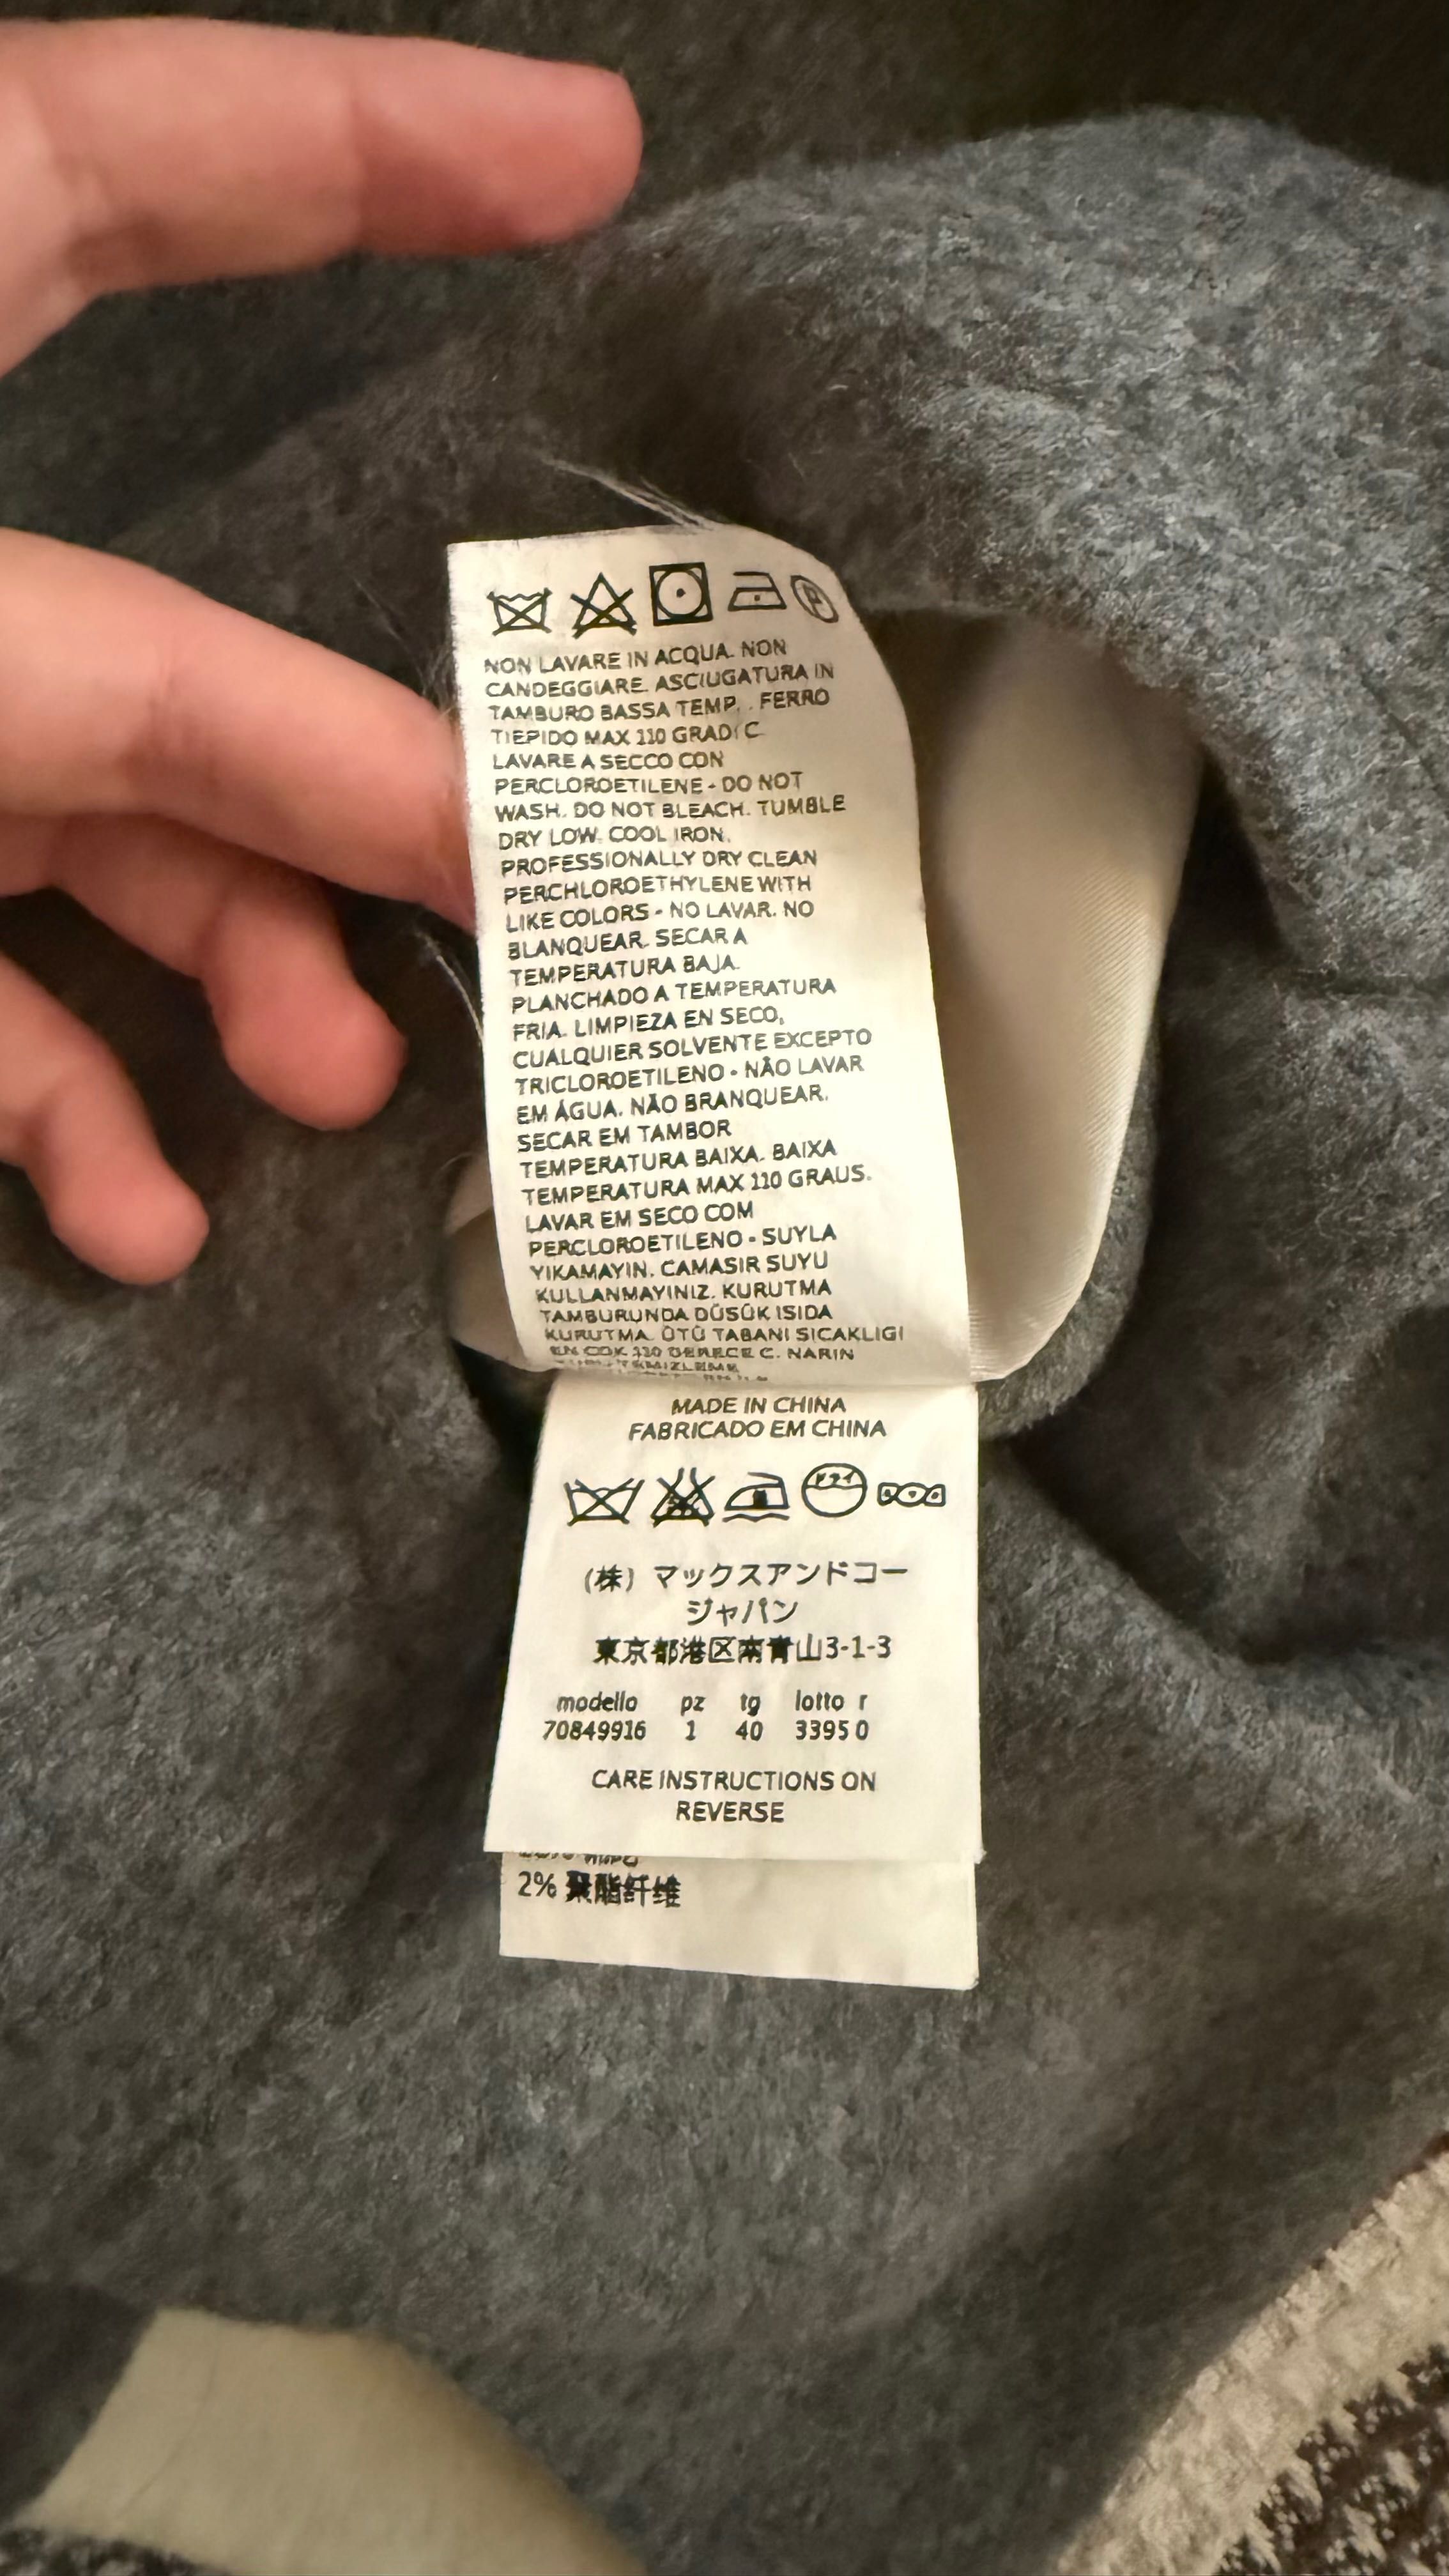 NON LAVARE IN ACQUA. NON
CANDEGGIARE. ASCIUGATURA IN
TAMBURO BASSA TEMP. . FERRO
TIEPIDO MAX 110 GRADI C.
LAVARE A SECCO CON
PERCLOROETILENE - DO NOT
WASH. DO NOT BLEACH. TUMBLE
DRY LOW. COOL IRON.
PROFESSIONALLY DRY CLEAN
PERCHLOROETHYLENE WITH
LIKE COLORS - NO LAVAR. NO
BLANQUEAR. SECAR A
TEMPERATURA BAJA.
PLANCHADO A TEMPERATURA
FRIA. LIMPIEZA EN SECO,
CUALQUIER SOLVENTE EXCEPTO
TRICLOROETILENO - NÃO LAVAR
EM ÁGUA. NÃO BRANQUEAR.
SECAR EM TAMBOR
TEMPERATURA BAIXA. BAIXA
TEMPERATURA MAX 110 GRAUS.
LAVAR EM SECO COM
PERCLOROETILENO - SUYLA
YIKAMAYIN. CAMASIR SUYU
KULLANMAYINIZ. KURUTMA
TAMBURUNDA DÜSÜK ISIDA
KURUTMA. ÜTÜ TABANI SICAKLIGI
EN COK 110 DERECE C. NARIN
TEMIZLEME
MADE IN CHINA
FABRICADO EM CHINA
(株) マックスアンドコー
ジャパン
東京都港区南青山3-1-3
modello pz tg lotto r
70849916 1 40 3395 0
CARE INSTRUCTIONS ON
REVERSE
2% 聚酯纤维